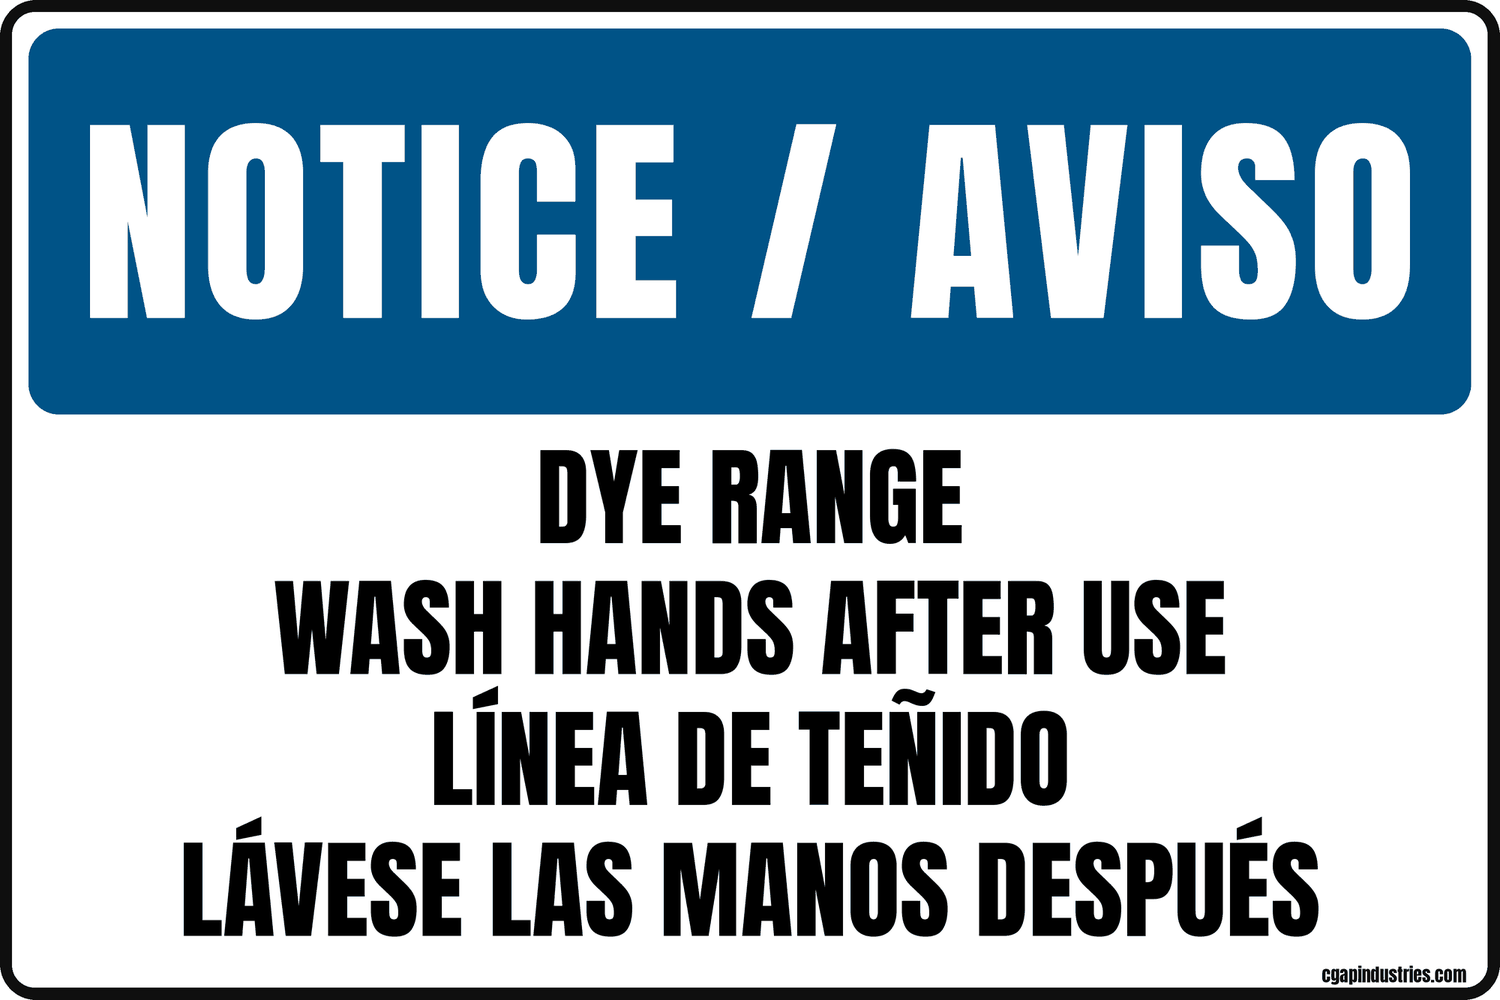 NOTICE / AVISO
DYE RANGE
WASH HANDS AFTER USE
LÍNEA DE TEÑIDO
LÁVESE LAS MANOS DESPUÉS
cgapindustries.com